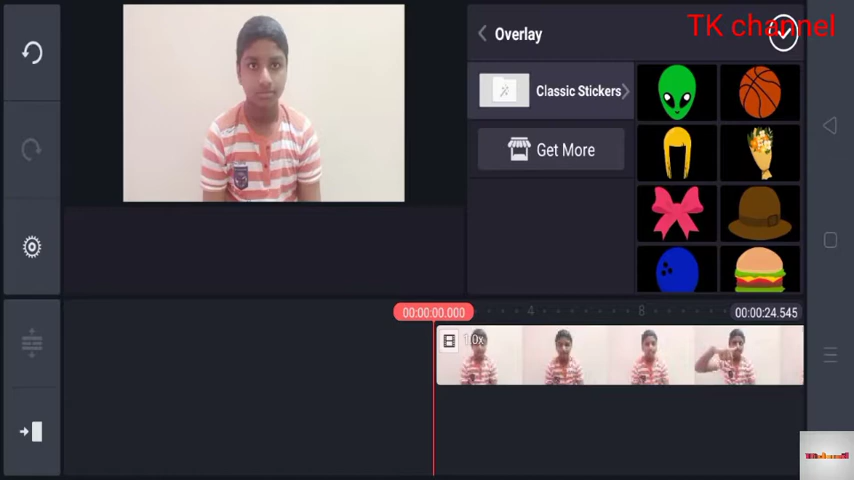 TK channel
Overlay
Classic Stickers
Get More
00:00:00.000
4
8
00:00:24.545
1.0x